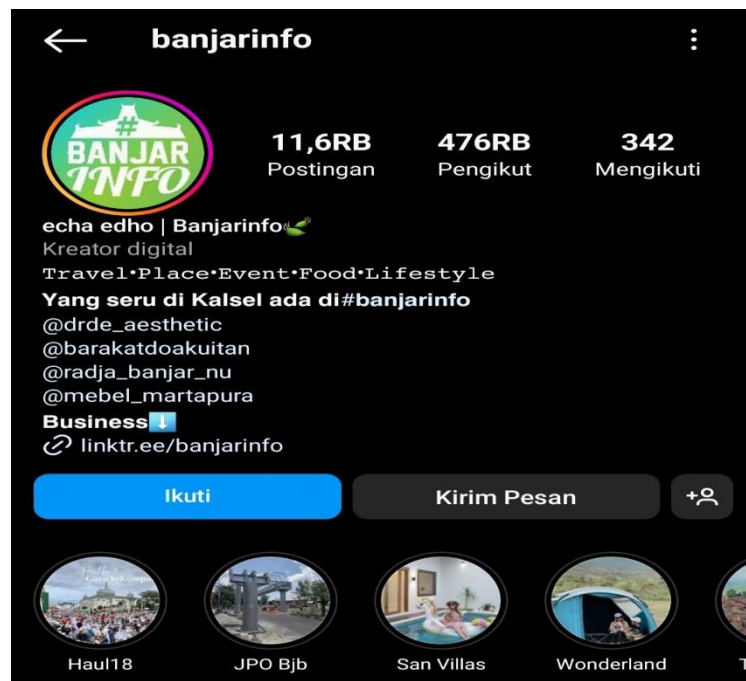 banjarinfo
#
BANJAR
INFO
11,6RB
Postingan
476RB
Pengikut
342
Mengikuti
echa edho | Banjarinfo
Kreator digital
Travel•Place•Event•Food•Lifestyle
Yang seru di Kalsel ada di#banjarinfo
@drde_aesthetic
@barakatdoakuitan
@radja_banjar_nu
@mebel_martapura
Business
linktr.ee/banjarinfo
Ikuti
Kirim Pesan
Haul18
JPO Bjb
San Villas
Wonderland